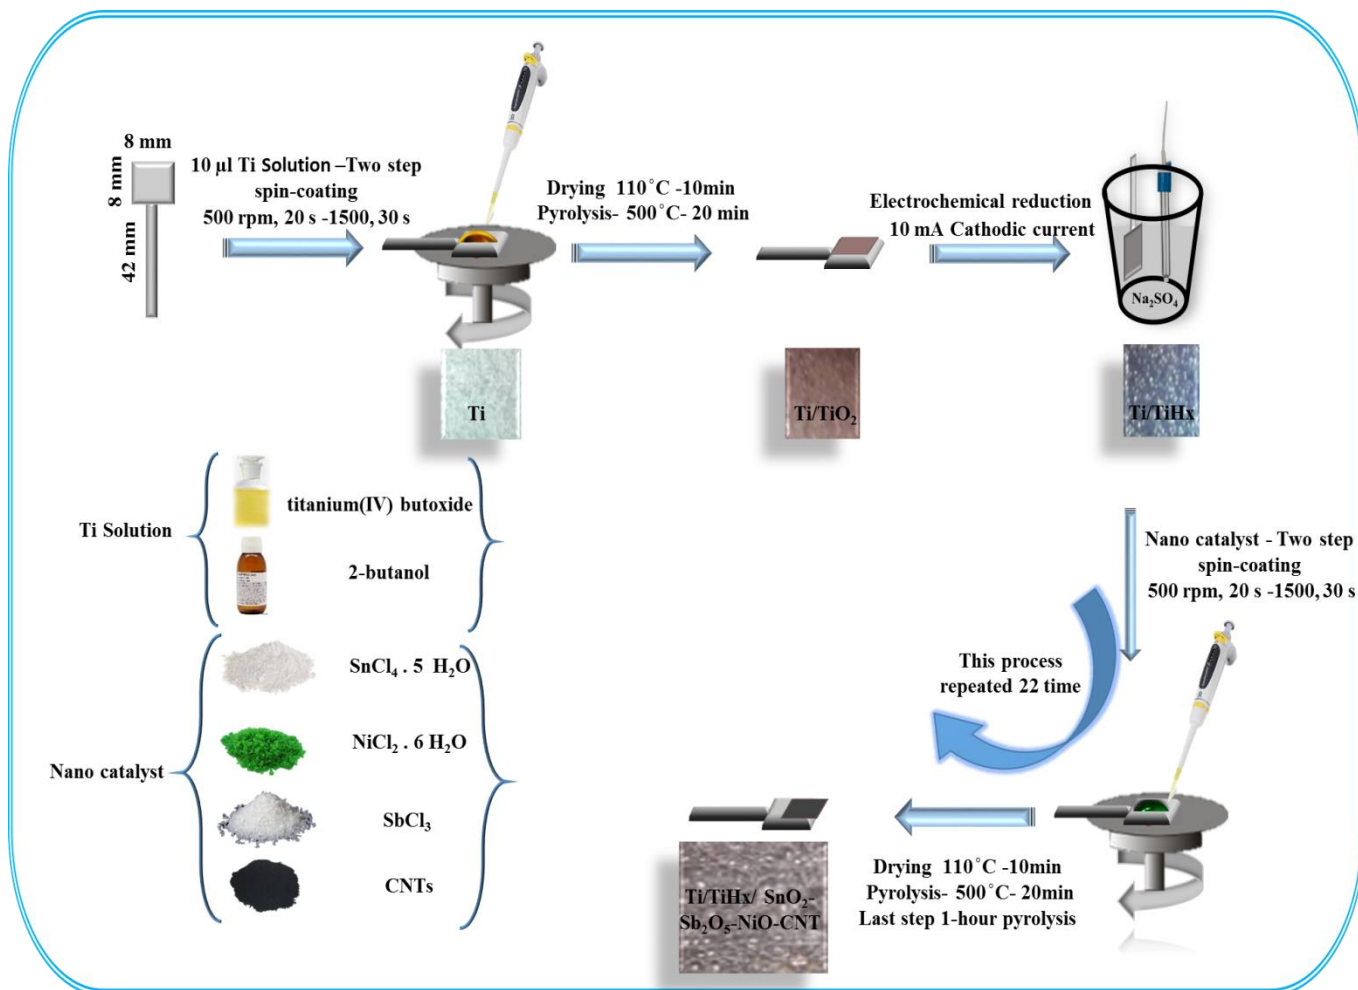 8 mm
8 mm
42 mm
10 µl Ti Solution –Two step
spin-coating
500 rpm, 20 s -1500, 30 s
Drying 110˚C -10min
Pyrolysis- 500˚C- 20 min
Electrochemical reduction
10 mA Cathodic current
Na₂SO₄
Ti
Ti/TiO₂
Ti/TiHx
Ti Solution
titanium(IV) butoxide
2-butanol
Nano catalyst
SnCl₄ . 5 H₂O
NiCl₂ . 6 H₂O
SbCl₃
CNTs
Nano catalyst - Two step
spin-coating
500 rpm, 20 s -1500, 30 s
This process
repeated 22 time
Drying 110˚C -10min
Pyrolysis- 500˚C- 20min
Last step 1-hour pyrolysis
Ti/TiHx/ SnO₂-
Sb₂O₅-NiO-CNT